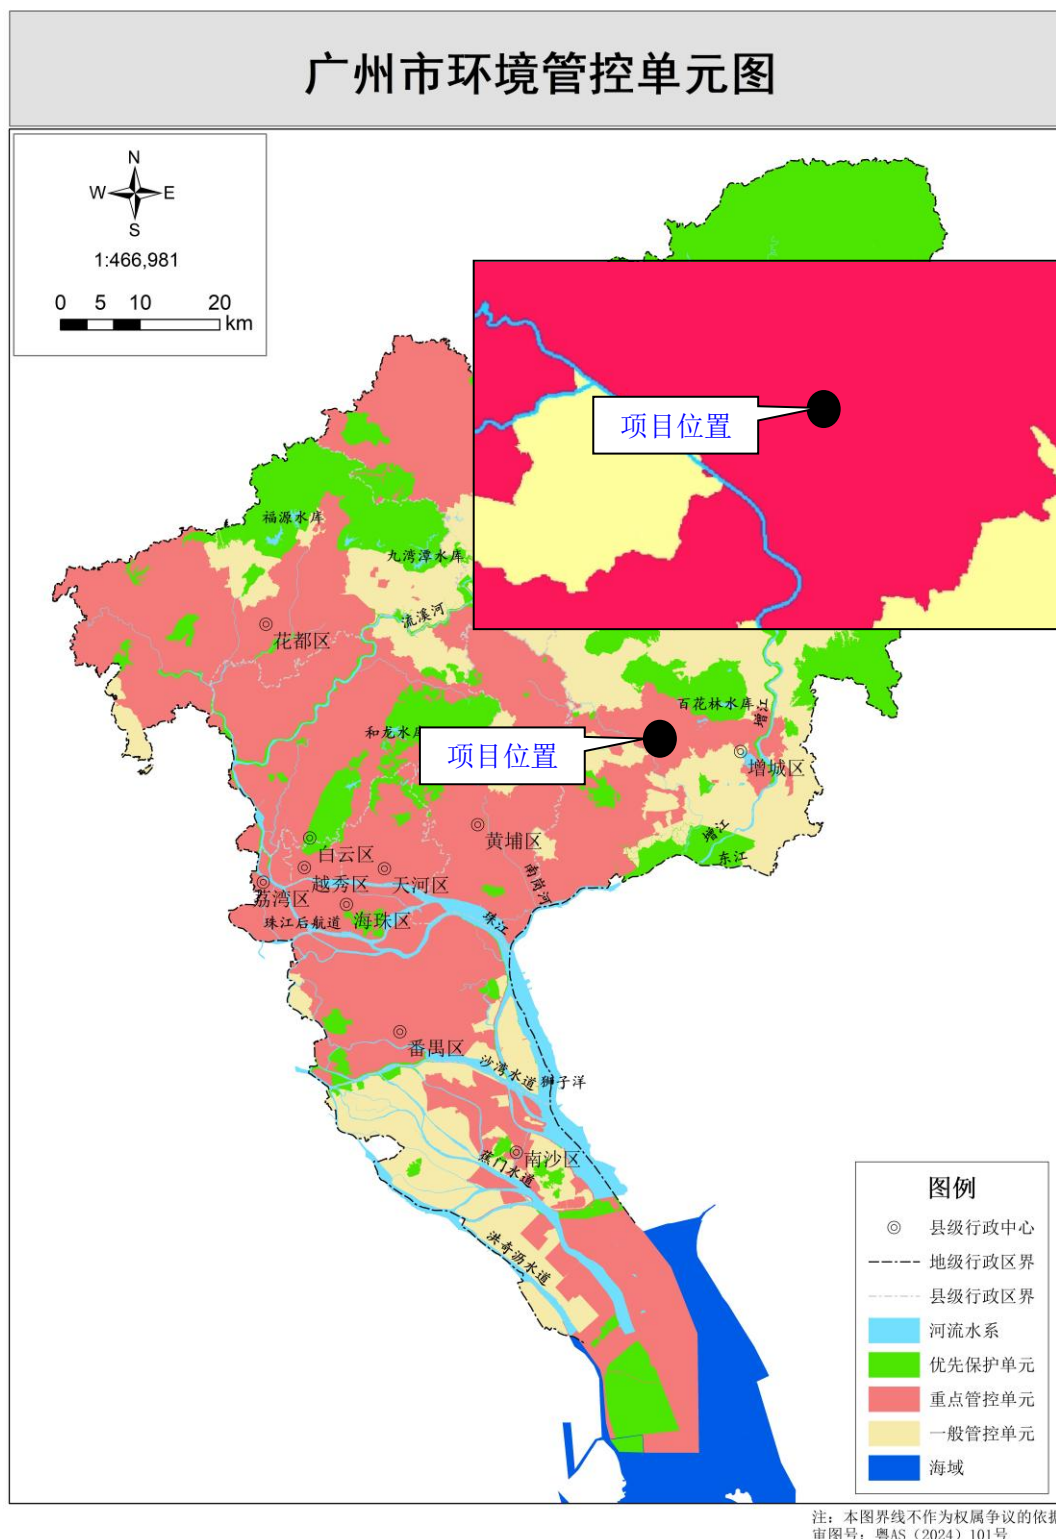 广州市环境管控单元图
N
W E
S
1:466,981
0 5 10 20
km
项目位置
福源水库
九湾潭水库
流溪河
花都区
百花林水库
增江
和龙水库
项目位置
增城区
增江
东江
黄埔区
南岗河
白云区
越秀区
天河区
荔湾区
海珠区
珠江后航道
珠江
番禺区
沙湾水道
狮子洋
南沙区
蕉门水道
洪奇沥水道
图例
县级行政中心
地级行政区界
县级行政区界
河流水系
优先保护单元
重点管控单元
一般管控单元
海域
注：本图界线不作为权属争议的依据
审图号：粤AS（2024）101号